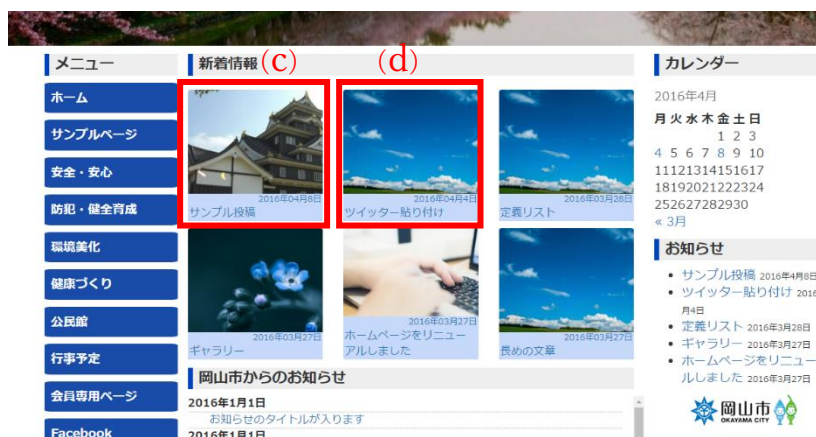 メニュー
ホーム
サンプルページ
安全・安心
防犯・健全育成
環境美化
健康づくり
公民館
行事予定
会員専用ページ
Facebook
新着情報
(c)
(d)
2016年04月8日
サンプル投稿
2016年04月4日
ツイッター貼り付け
2016年03月28日
定義リスト
2016年03月27日
ギャラリー
2016年03月27日
ホームページをリニュー
アルしました
2016年03月27日
長めの文章
岡山市からのお知らせ
2016年1月1日
お知らせのタイトルが入ります
2016年1月1日
カレンダー
2016年4月
月 火 水 木 金 土 日
1 2 3
4 5 6 7 8 9 10
11 12 13 14 15 16 17
18 19 20 21 22 23 24
25 26 27 28 29 30
« 3月
お知らせ
サンプル投稿 2016年4月8日
ツイッター貼り付け 2016
月4日
定義リスト 2016年3月28日
ギャラリー 2016年3月27日
ホームページをリニュー
ルしました 2016年3月27日
岡山市
OKAYAMA CITY